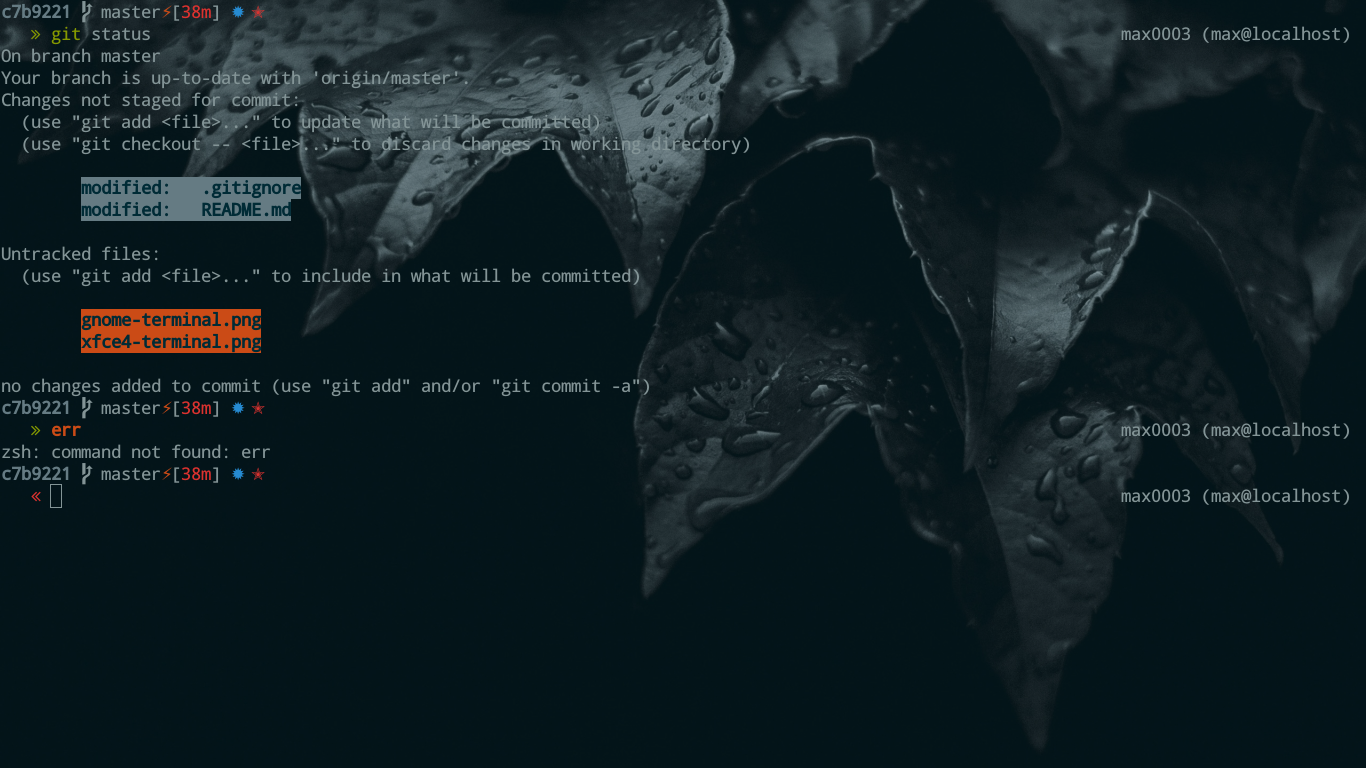 c7b9221 master⚡[38m] ✹ ✭
» git status max0003 (max@localhost)
On branch master
Your branch is up-to-date with 'origin/master'.
Changes not staged for commit:
(use "git add <file>..." to update what will be committed)
(use "git checkout -- <file>..." to discard changes in working directory)
modified: .gitignore
modified: README.md
Untracked files:
(use "git add <file>..." to include in what will be committed)
gnome-terminal.png
xfce4-terminal.png
no changes added to commit (use "git add" and/or "git commit -a")
c7b9221 master⚡[38m] ✹ ✭
» err max0003 (max@localhost)
zsh: command not found: err
c7b9221 master⚡[38m] ✹ ✭
« max0003 (max@localhost)